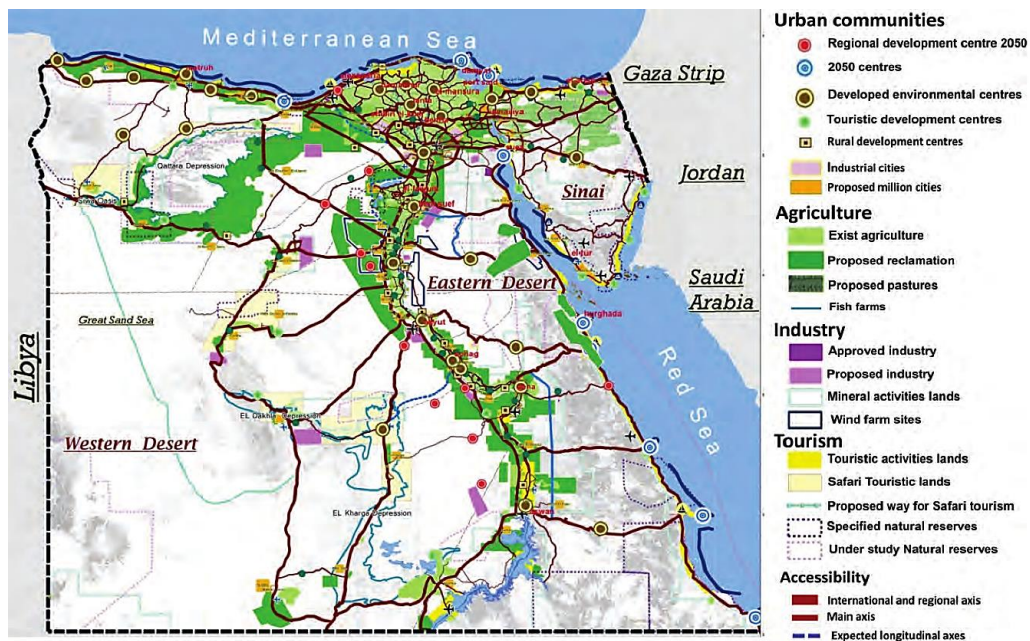 Mediterranean Sea
Gaza Strip
Jordan
Sinai
Saudi
Arabia
Qattara Depression
Eastern Desert
el-tur
hurghada
Great Sand Sea
Libya
Red Sea
EL Dakhla Depression
Western Desert
EL Kharga Depression
Urban communities
Regional development centre 2050
2050 centres
Developed environmental centres
Touristic development centres
Rural development centres
Industrial cities
Proposed million cities
Agriculture
Exist agriculture
Proposed reclamation
Proposed pastures
Fish farms
Industry
Approved industry
Proposed industry
Mineral activities lands
Wind farm sites
Tourism
Touristic activities lands
Safari Touristic lands
Proposed way for Safari tourism
Specified natural reserves
Under study Natural reserves
Accessibility
International and regional axis
Main axis
Expected longitudinal axes